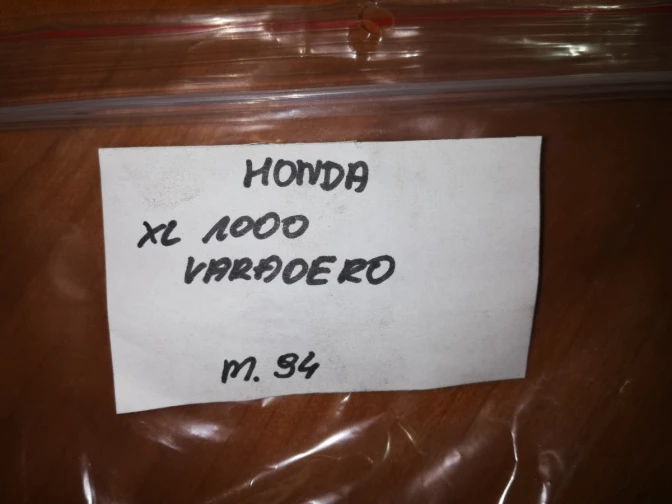 HONDA
XL 1000
VARADERO
M. 94